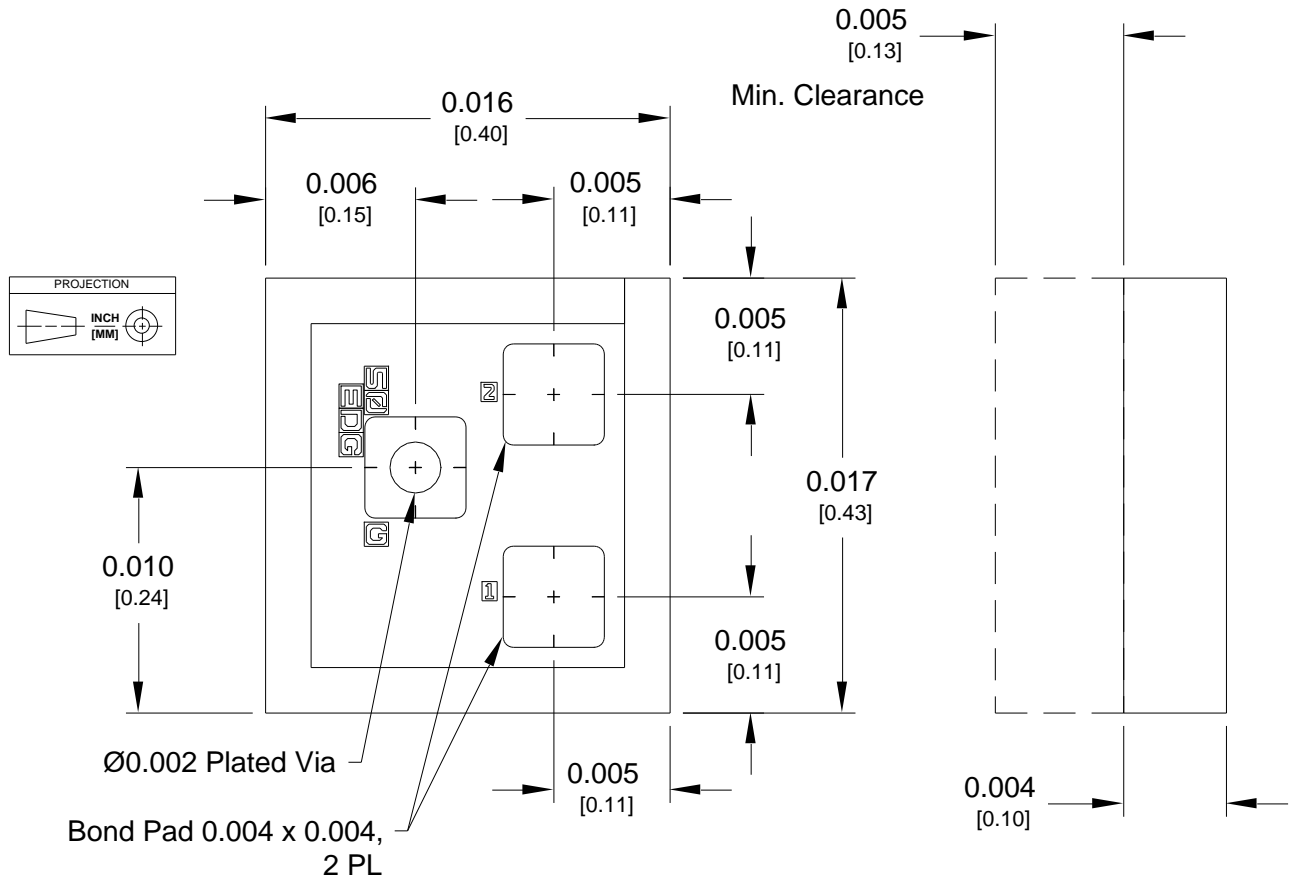 0.005
[0.13]
Min. Clearance
0.016
[0.40]
0.006
[0.15]
0.005
[0.11]
PROJECTION
INCH
[MM]
0.005
[0.11]
50
EDG
2
G
1
0.017
[0.43]
0.010
[0.24]
0.005
[0.11]
Ø0.002 Plated Via
0.005
[0.11]
0.004
[0.10]
Bond Pad 0.004 x 0.004,
2 PL